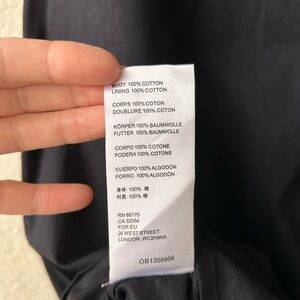 BODY 100% COTTON
LINING 100% COTTON
CORPS 100% COTON
DOUBLURE 100% COTON
KÖRPER 100% BAUMWOLLE
FUTTER 100% BAUMWOLLE
CORPO 100% COTONE
FODERA 100% COTONE
CUERPO 100% ALGODÓN
FORRO 100% ALGODÓN
身体 100% 棉
衬里 100% 棉
RN 66170
CA 32054
FOR EU
24 WEST STREET
LONDON, WC2H9NA
OB1358956